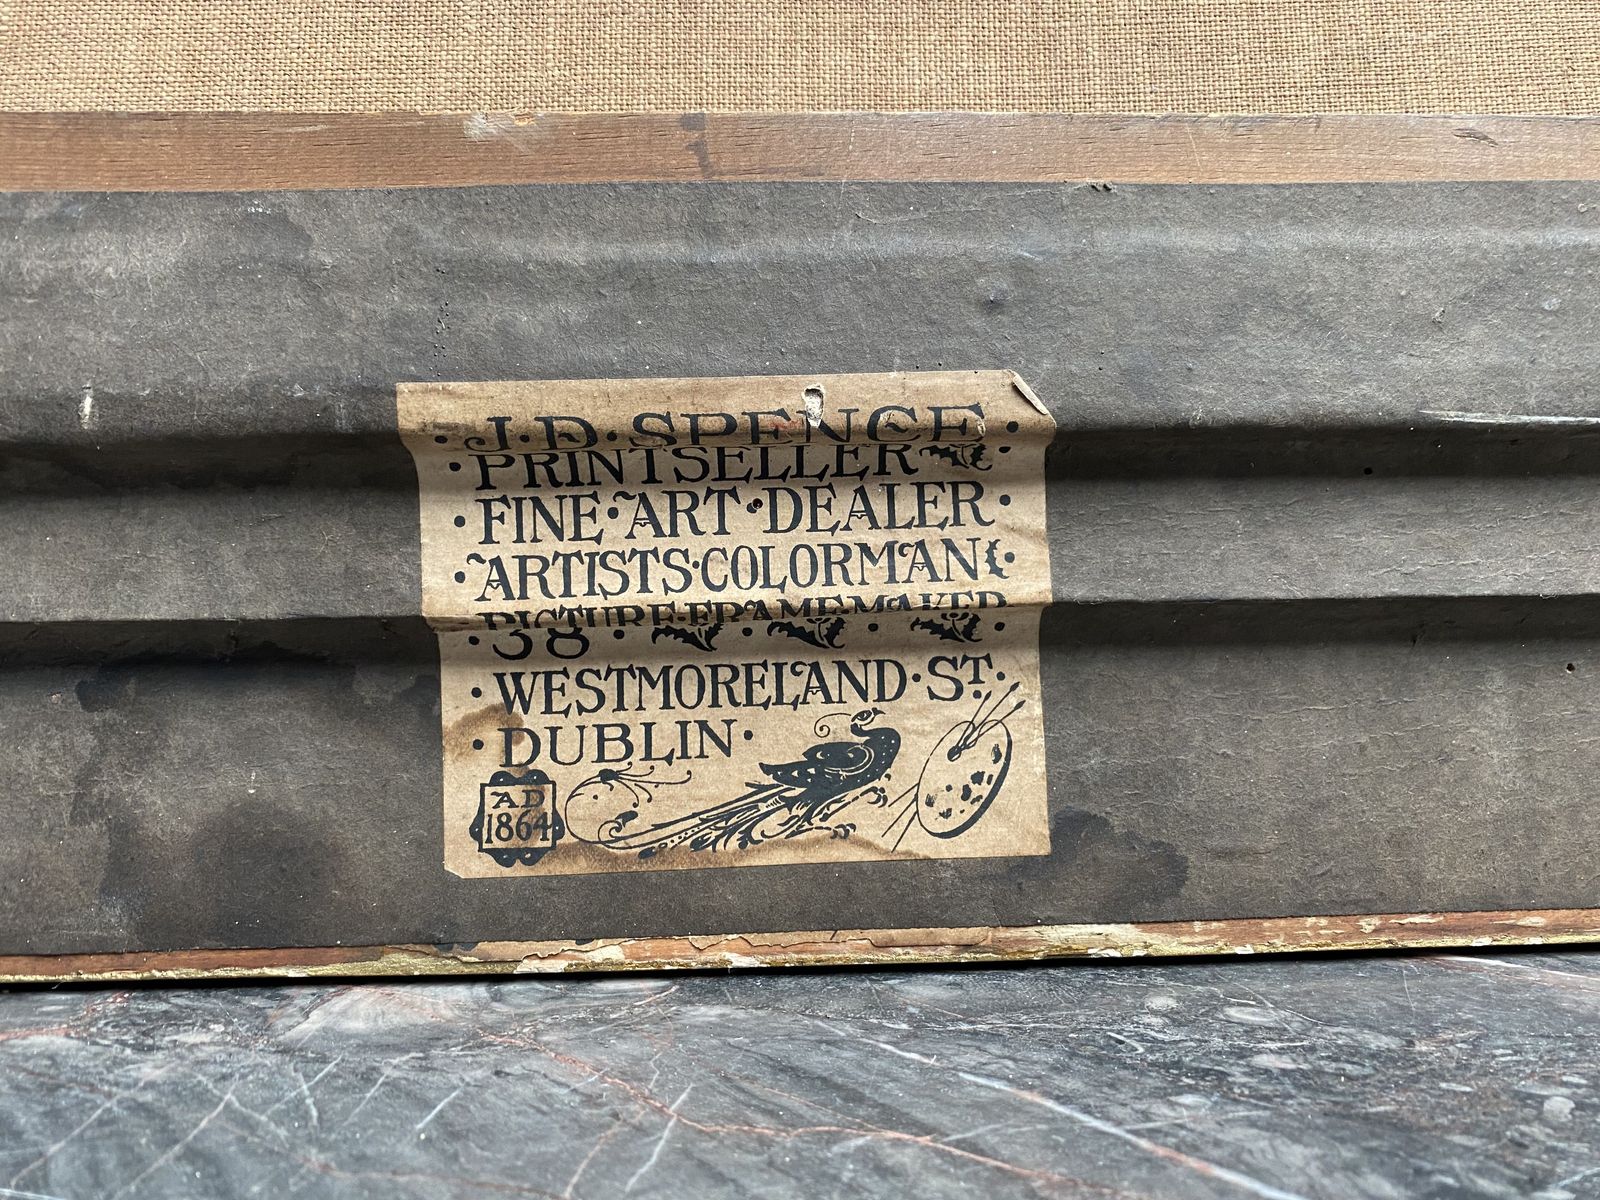 ·J·D·SPENCE·
·PRINTSELLER·
·FINE·ART·DEALER·
·ARTISTS·COLORMAN·
PICTURE·FRAME·MAKER
·38·
·WESTMORELAND·ST.
·DUBLIN·
AD
1864